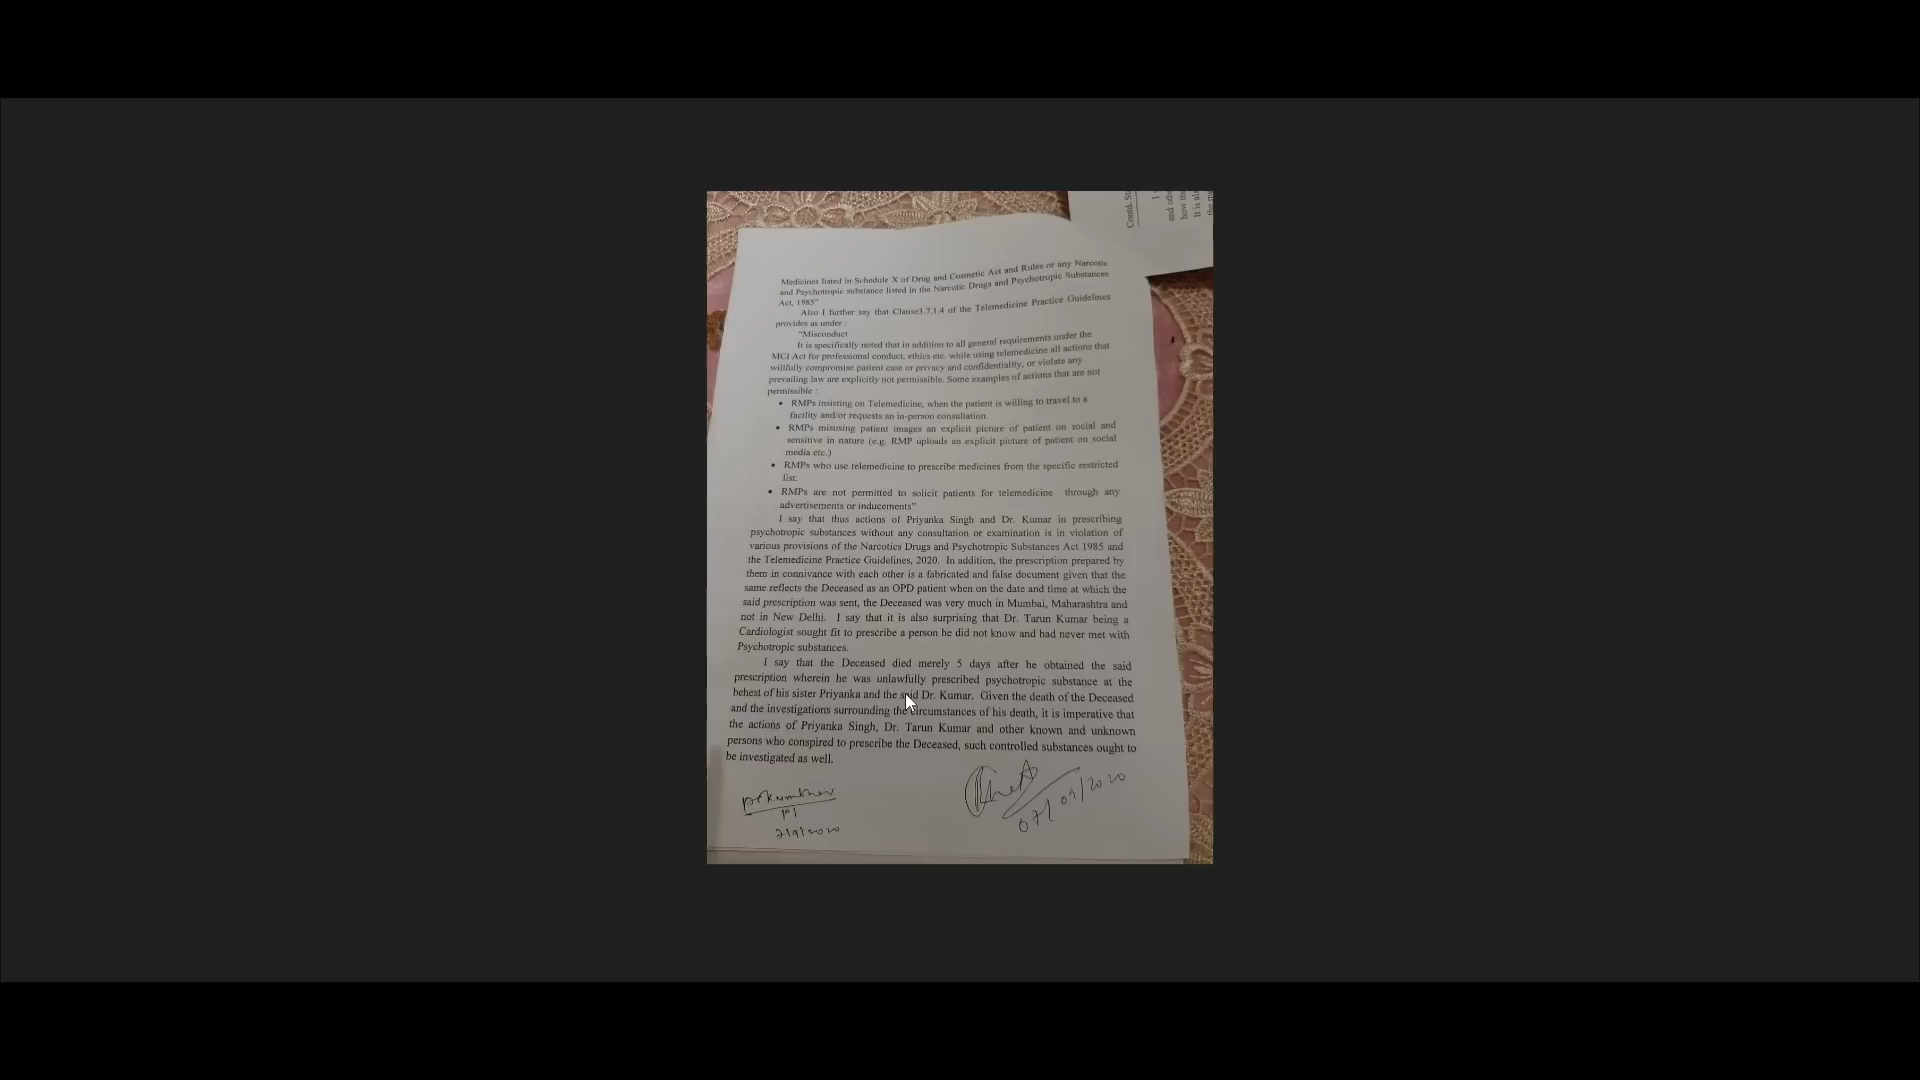 Contd. St
I
and oth
how th
It is als
the
Medicines listed in Schedule X of Drug and Cosmetic Act and Rules or any Narcotic
and Psychotropic substance listed in the Narcotic Drugs and Psychotropic Substances
Act, 1985"
Also I further say that Clause3.7.1.4 of the Telemedicine Practice Guidelines
provides as under :
"Misconduct
It is specifically noted that in addition to all general requirements under the
MCI Act for professional conduct, ethics etc. while using telemedicine all actions that
willfully compromise patient case or privacy and confidentiality, or violate any
prevailing law are explicitly not permissible. Some examples of actions that are not
permissible :
• RMPs insisting on Telemedicine, when the patient is willing to travel to a
facility and/or requests an in-person consultation.
• RMPs misusing patient images an explicit picture of patient on social and
sensitive in nature (e.g. RMP uploads an explicit picture of patient on social
media etc.)
• RMPs who use telemedicine to prescribe medicines from the specific restricted
list.
• RMPs are not permitted to solicit patients for telemedicine through any
advertisements or inducements"
I say that thus actions of Priyanka Singh and Dr. Kumar in prescribing
psychotropic substances without any consultation or examination is in violation of
various provisions of the Narcotics Drugs and Psychotropic Substances Act 1985 and
the Telemedicine Practice Guidelines, 2020. In addition, the prescription prepared by
them in connivance with each other is a fabricated and false document given that the
same reflects the Deceased as an OPD patient when on the date and time at which the
said prescription was sent, the Deceased was very much in Mumbai, Maharashtra and
not in New Delhi. I say that it is also surprising that Dr. Tarun Kumar being a
Cardiologist sought fit to prescribe a person he did not know and had never met with
Psychotropic substances.
I say that the Deceased died merely 5 days after he obtained the said
prescription wherein he was unlawfully prescribed psychotropic substance at the
behest of his sister Priyanka and the said Dr. Kumar. Given the death of the Deceased
and the investigations surrounding the circumstances of his death, it is imperative that
the actions of Priyanka Singh, Dr. Tarun Kumar and other known and unknown
persons who conspired to prescribe the Deceased, such controlled substances ought to
be investigated as well.
07/09/2020